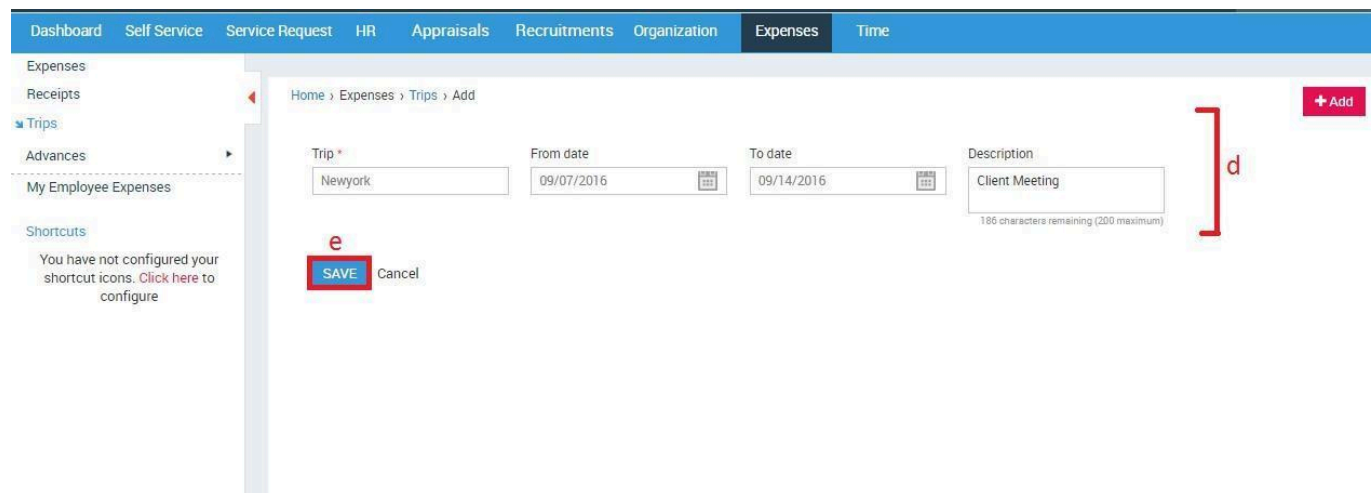 Dashboard Self Service Service Request HR Appraisals Recruitments Organization Expenses Time
Expenses
Receipts
Trips
Advances
My Employee Expenses
Shortcuts
You have not configured your
shortcut icons. Click here to
configure
Home › Expenses › Trips › Add
+ Add
Trip * From date To date Description
Newyork 09/07/2016 09/14/2016 Client Meeting
186 characters remaining (200 maximum)
d
e
SAVE Cancel